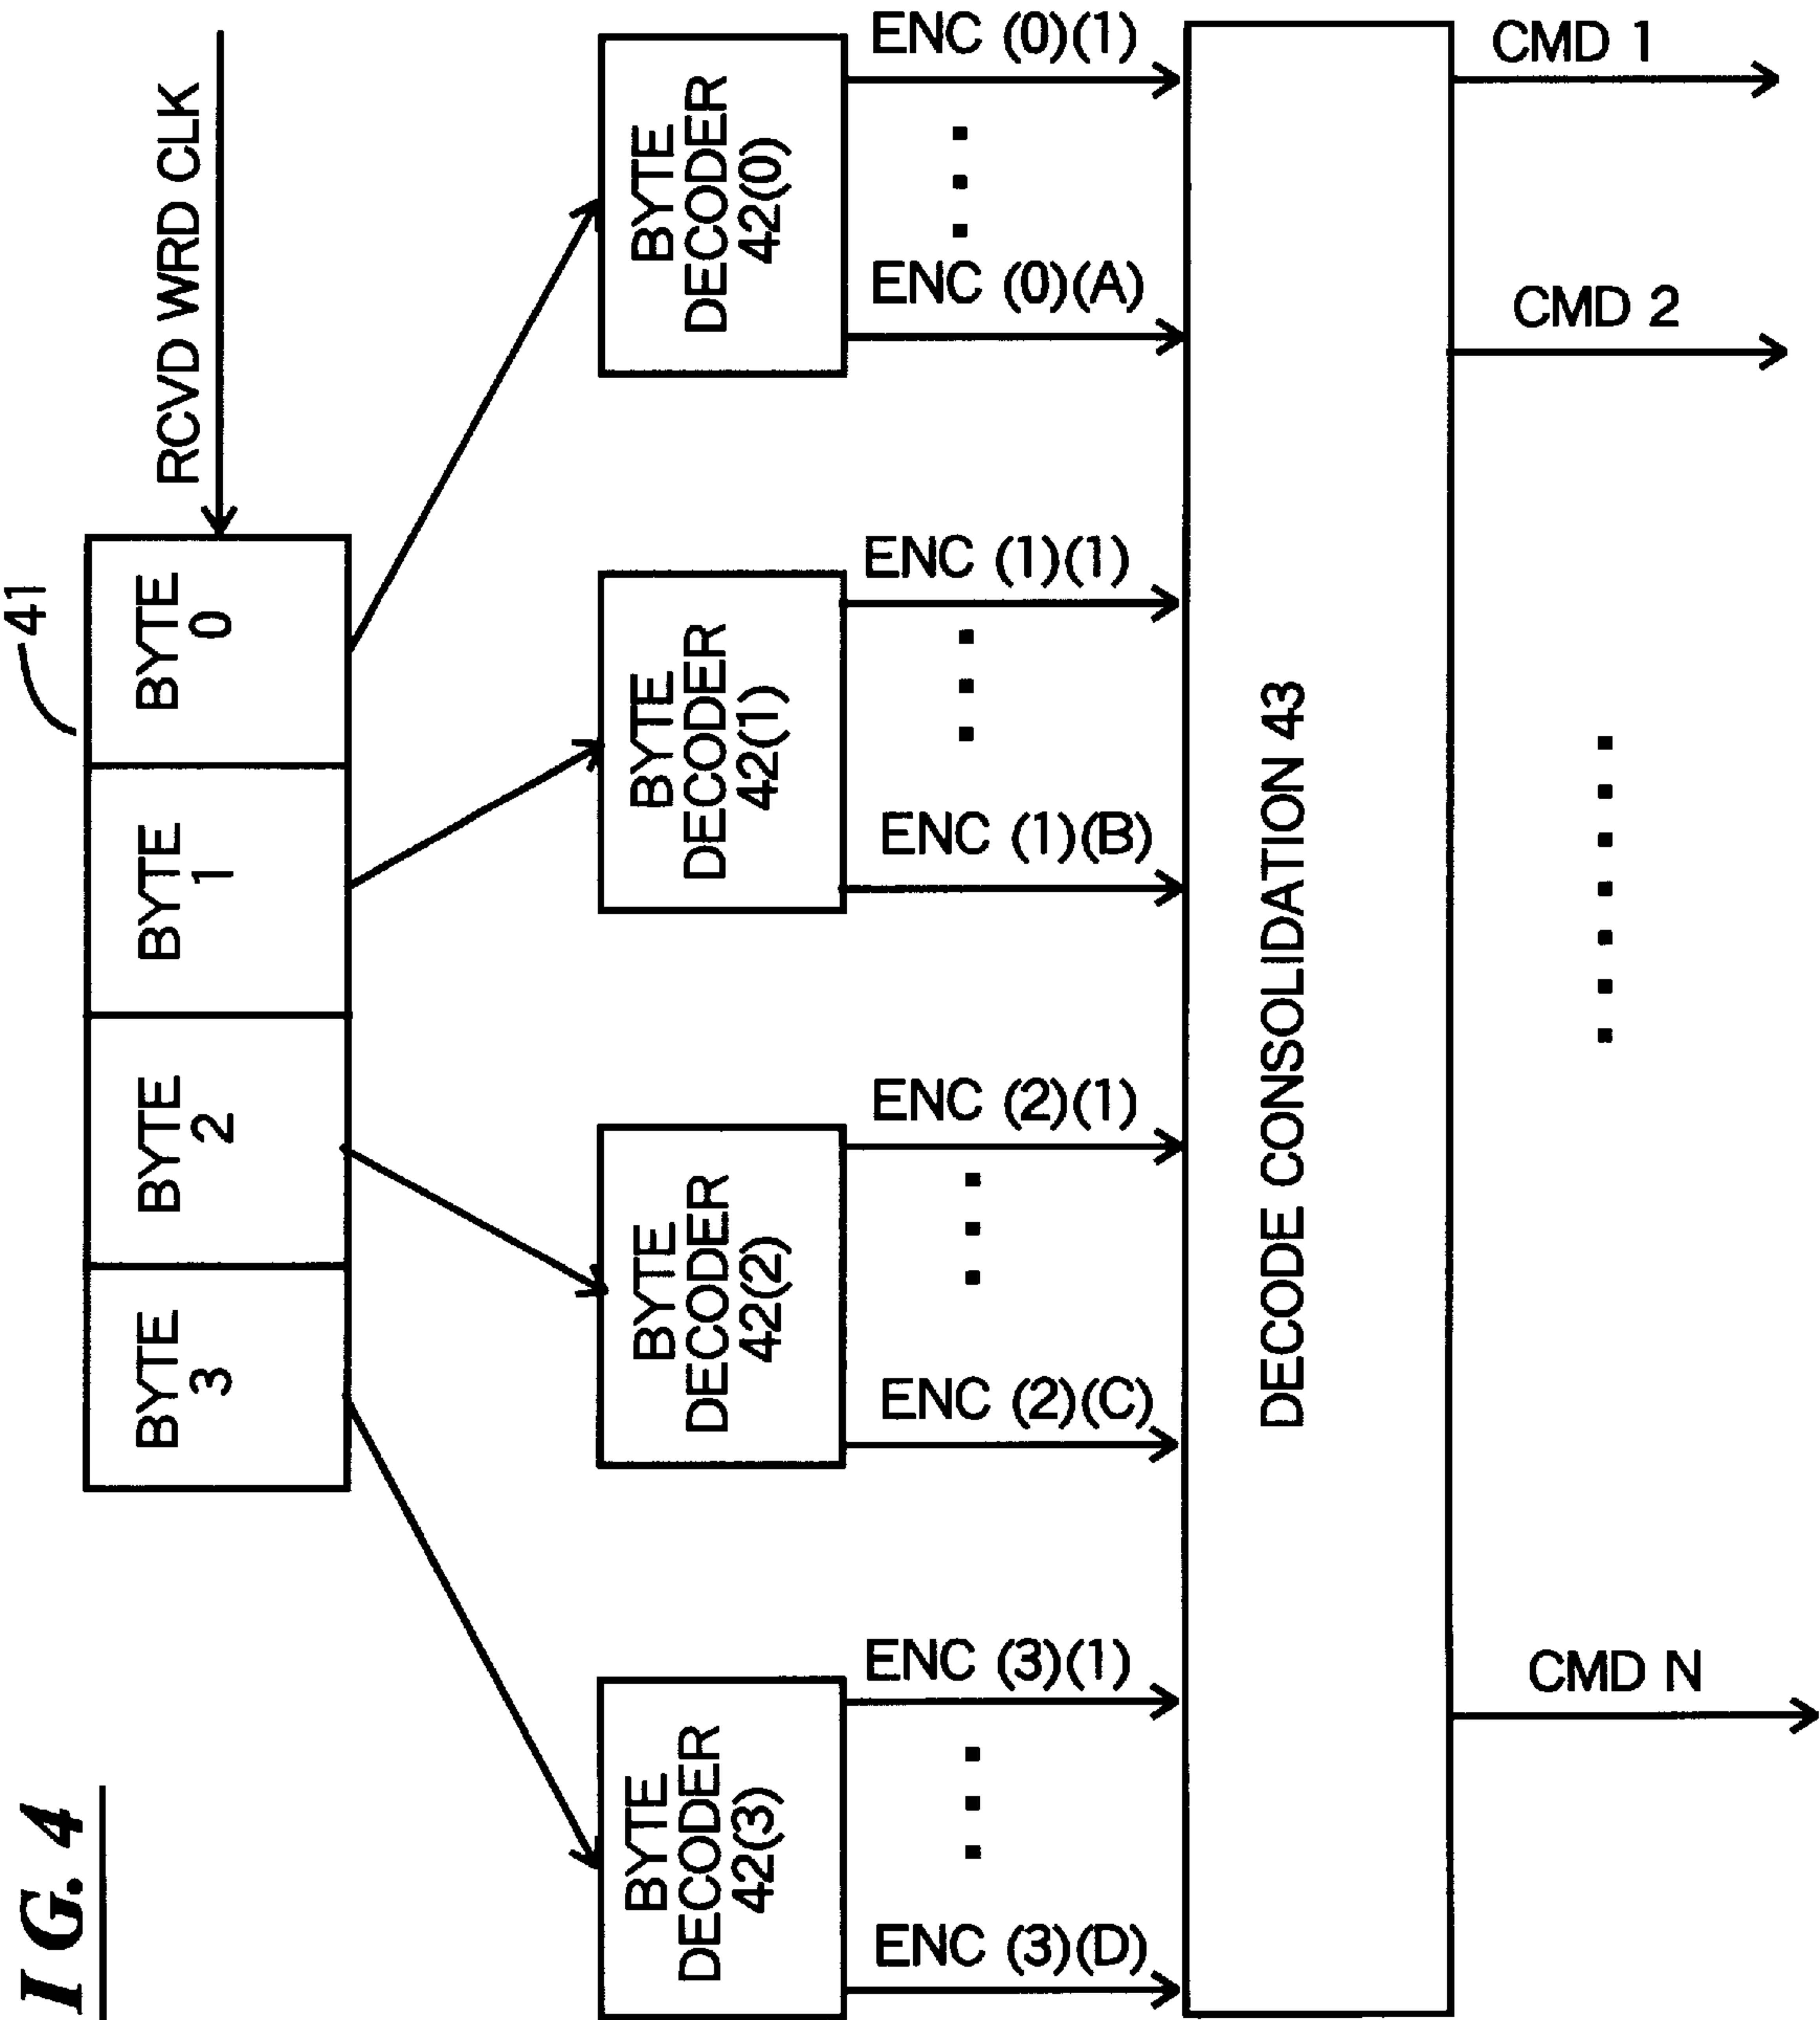 I G. 4
41
RCVD WRD CLK
BYTE
3
BYTE
2
BYTE
1
BYTE
0
BYTE
DECODER
42(3)
BYTE
DECODER
42(2)
BYTE
DECODER
42(1)
BYTE
DECODER
42(0)
ENC (3)(D)
ENC (3)(1)
ENC (2)(C)
ENC (2)(1)
ENC (1)(B)
ENC (1)(1)
ENC (0)(A)
ENC (0)(1)
DECODE CONSOLIDATION 43
CMD N
CMD 2
CMD 1